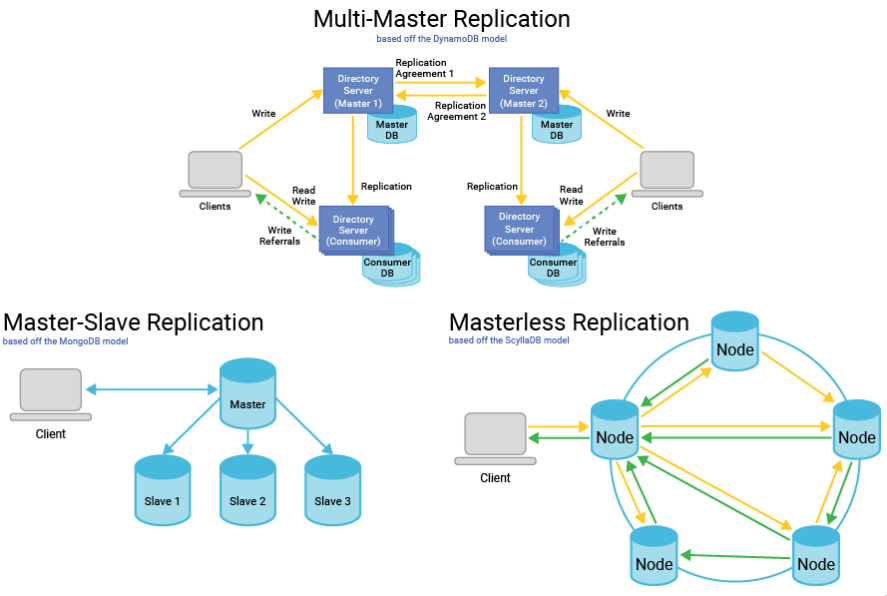 Multi-Master Replication
based off the DynamoDB model
Replication
Agreement 1
Directory
Server
(Master 1)
Directory
Server
(Master 2)
Replication
Agreement 2
Write
Master
DB
Master
DB
Write
Clients
Read
Write
Replication
Replication
Read
Write
Clients
Write
Referrals
Directory
Server
(Consumer)
Directory
Server
(Consumer)
Write
Referrals
Consumer
DB
Consumer
DB
Master-Slave Replication
based off the MongoDB model
Client
Master
Slave 1
Slave 2
Slave 3
Masterless Replication
based off the ScyllaDB model
Node
Node
Node
Client
Node
Node